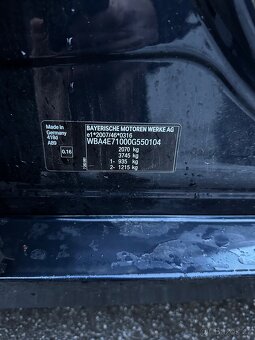 Made in
Germany
418d
A89
0.16
BAYERISCHE MOTOREN WERKE AG
e1*2007/46*0316
WBA4E71000G550104
2070 kg
3745 kg
1- 935 kg
2- 1215 kg